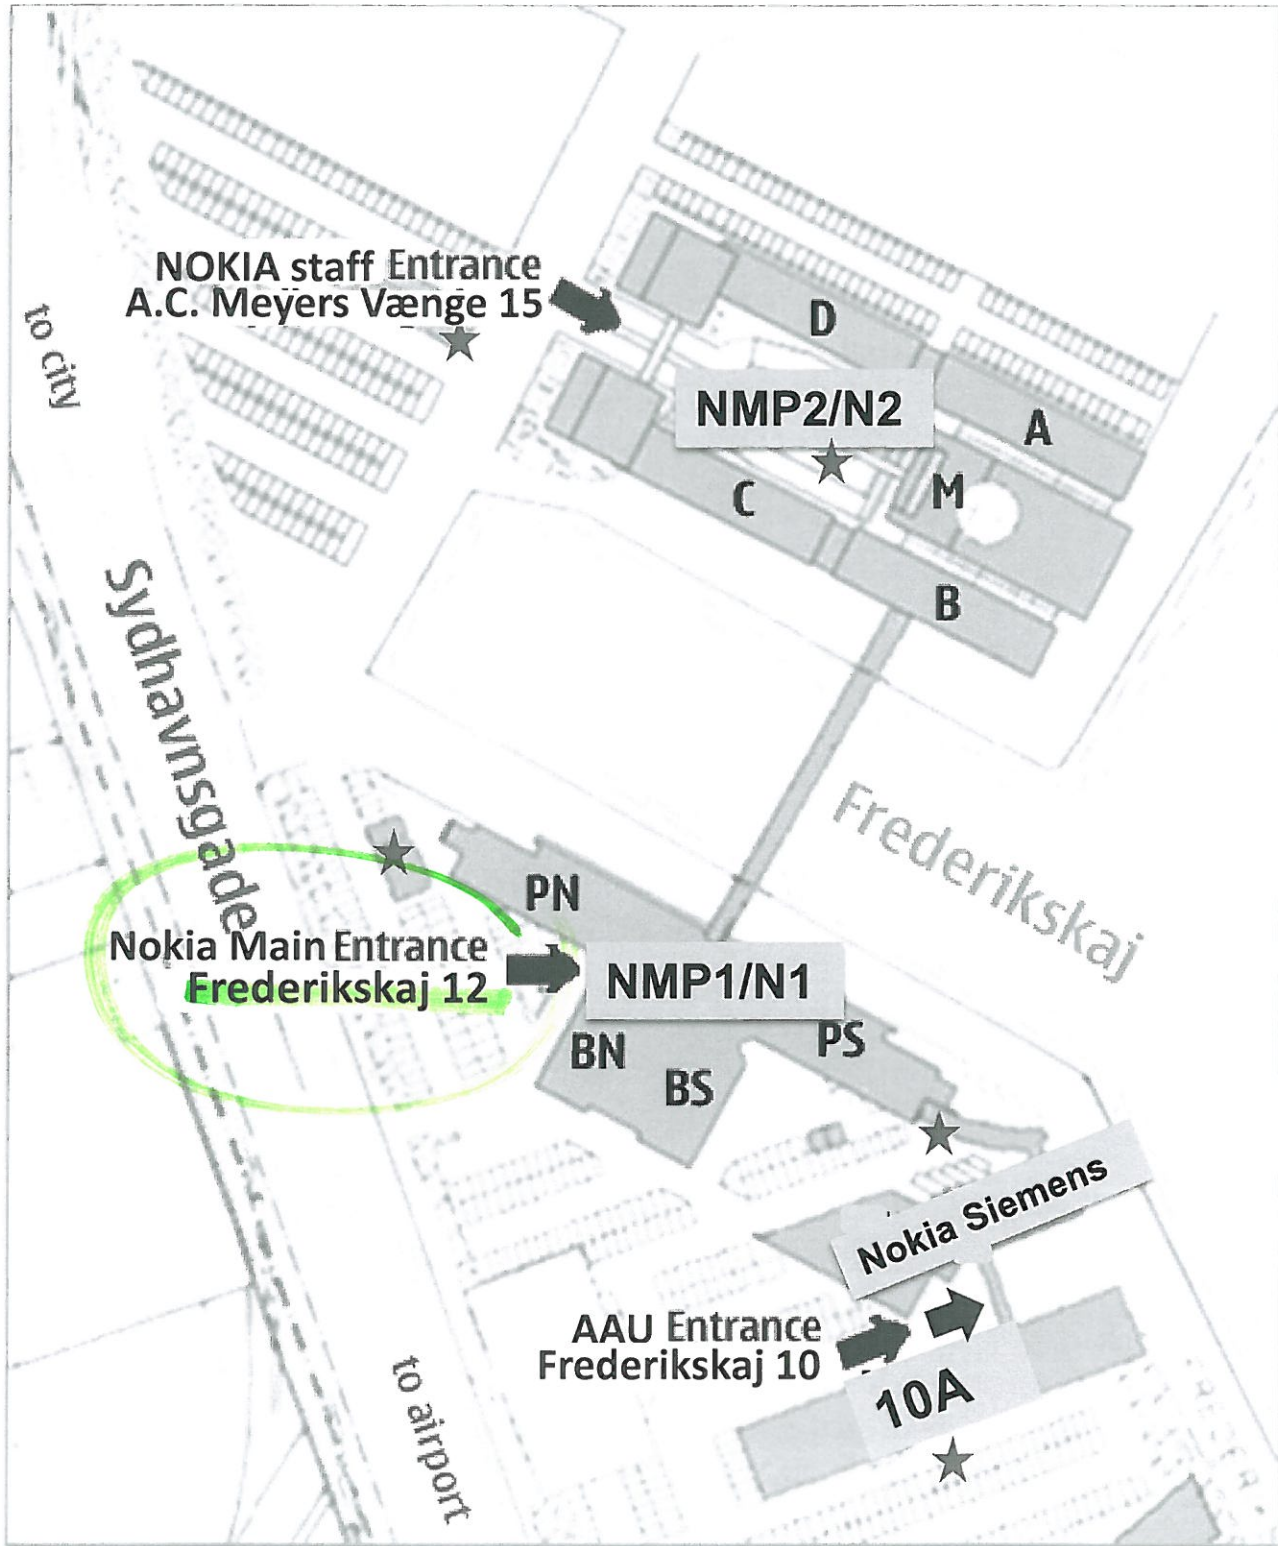 NOKIA staff Entrance
A.C. Meyers Vænge 15
to city
D
NMP2/N2
A
C
M
B
Sydhavnsgade
Frederikskaj
PN
Nokia Main Entrance
Frederikskaj 12
NMP1/N1
BN
PS
BS
Nokia Siemens
AAU Entrance
Frederikskaj 10
10A
to airport